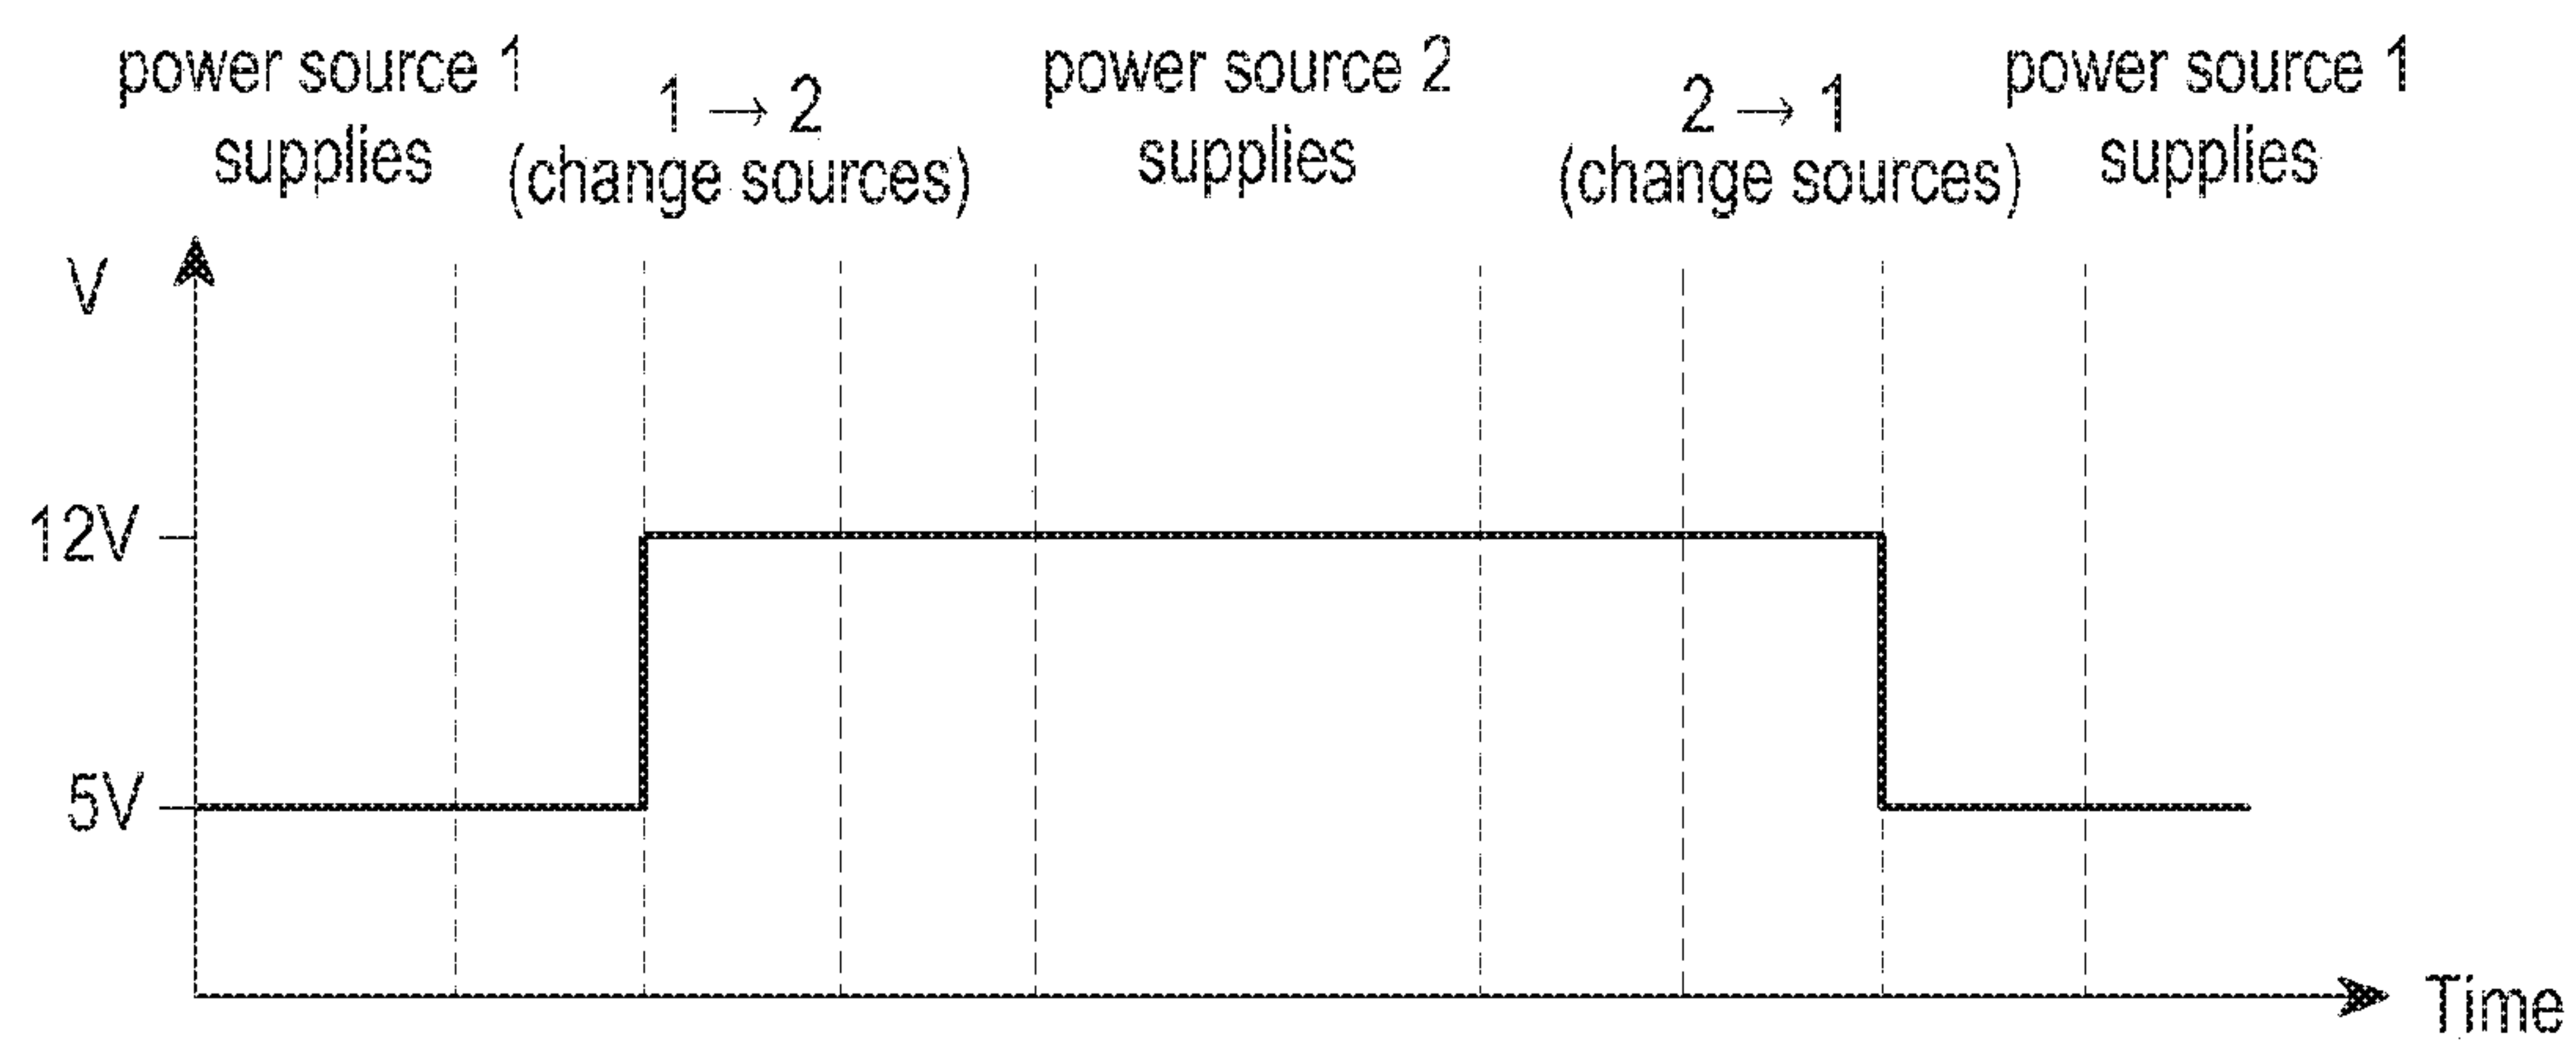 power source 1
supplies
1 → 2
(change sources)
power source 2
supplies
2 → 1
(change sources)
power source 1
supplies
V
12V
5V
Time